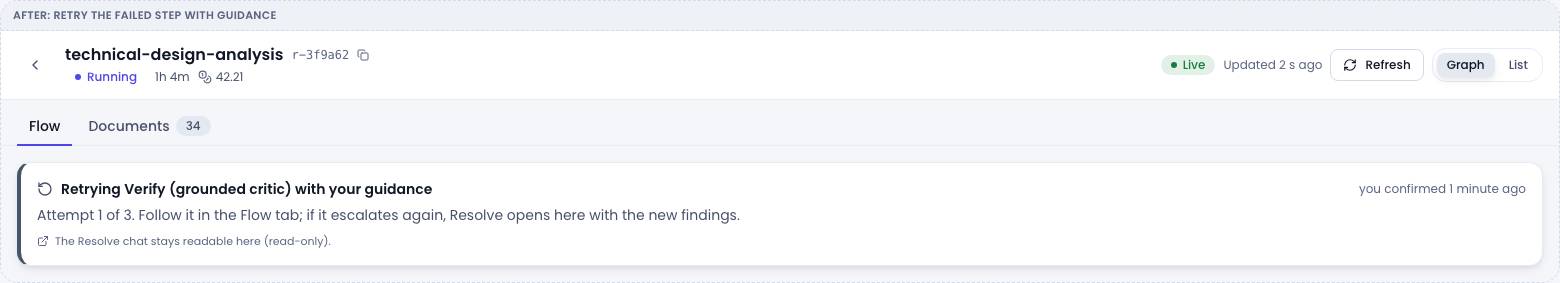 AFTER: RETRY THE FAILED STEP WITH GUIDANCE
technical-design-analysis r-3f9a62
Running 1h 4m 42.21
Live Updated 2 s ago Refresh Graph List
Flow Documents 34
Retrying Verify (grounded critic) with your guidance
you confirmed 1 minute ago
Attempt 1 of 3. Follow it in the Flow tab; if it escalates again, Resolve opens here with the new findings.
The Resolve chat stays readable here (read-only).